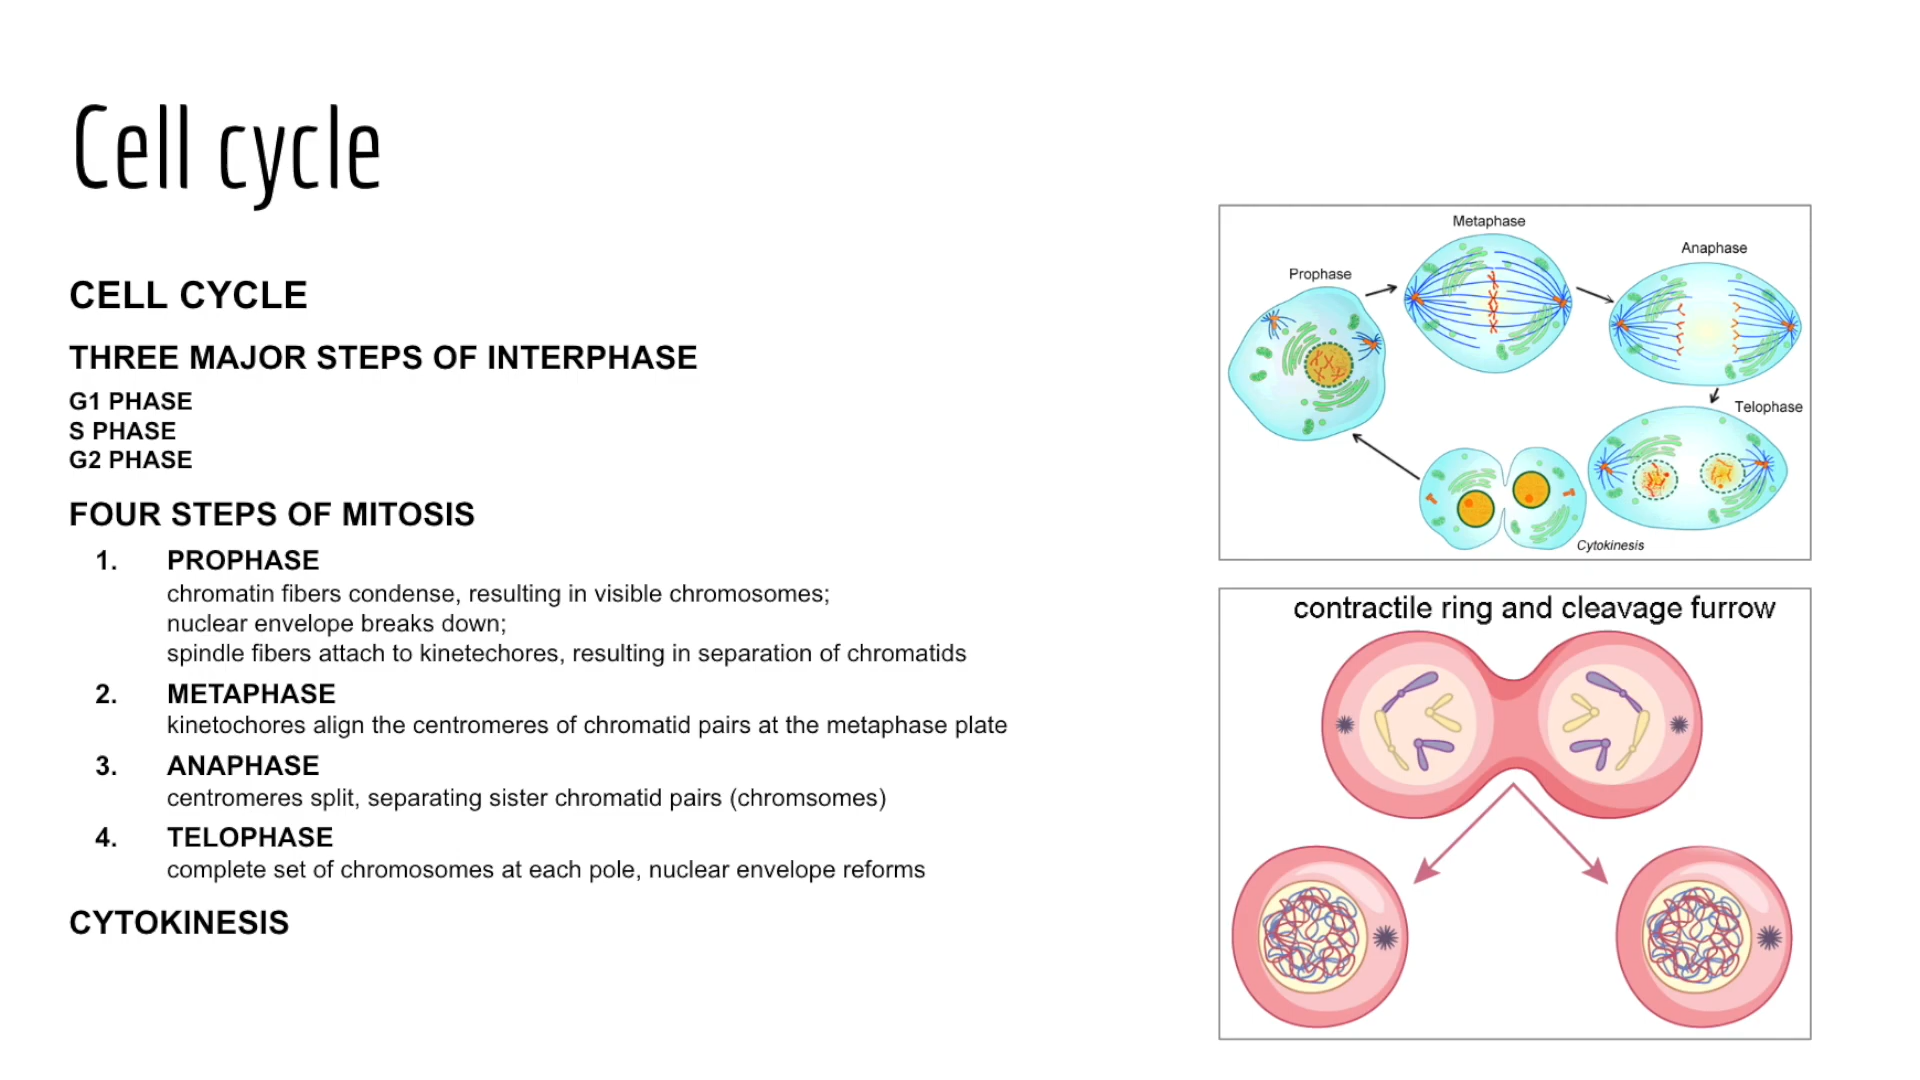 Cell cycle
CELL CYCLE
THREE MAJOR STEPS OF INTERPHASE
G1 PHASE
S PHASE
G2 PHASE
FOUR STEPS OF MITOSIS
1. PROPHASE
chromatin fibers condense, resulting in visible chromosomes;
nuclear envelope breaks down;
spindle fibers attach to kinetechores, resulting in separation of chromatids
2. METAPHASE
kinetochores align the centromeres of chromatid pairs at the metaphase plate
3. ANAPHASE
centromeres split, separating sister chromatid pairs (chromsomes)
4. TELOPHASE
complete set of chromosomes at each pole, nuclear envelope reforms
CYTOKINESIS
Metaphase
Anaphase
Prophase
Telophase
Cytokinesis
contractile ring and cleavage furrow